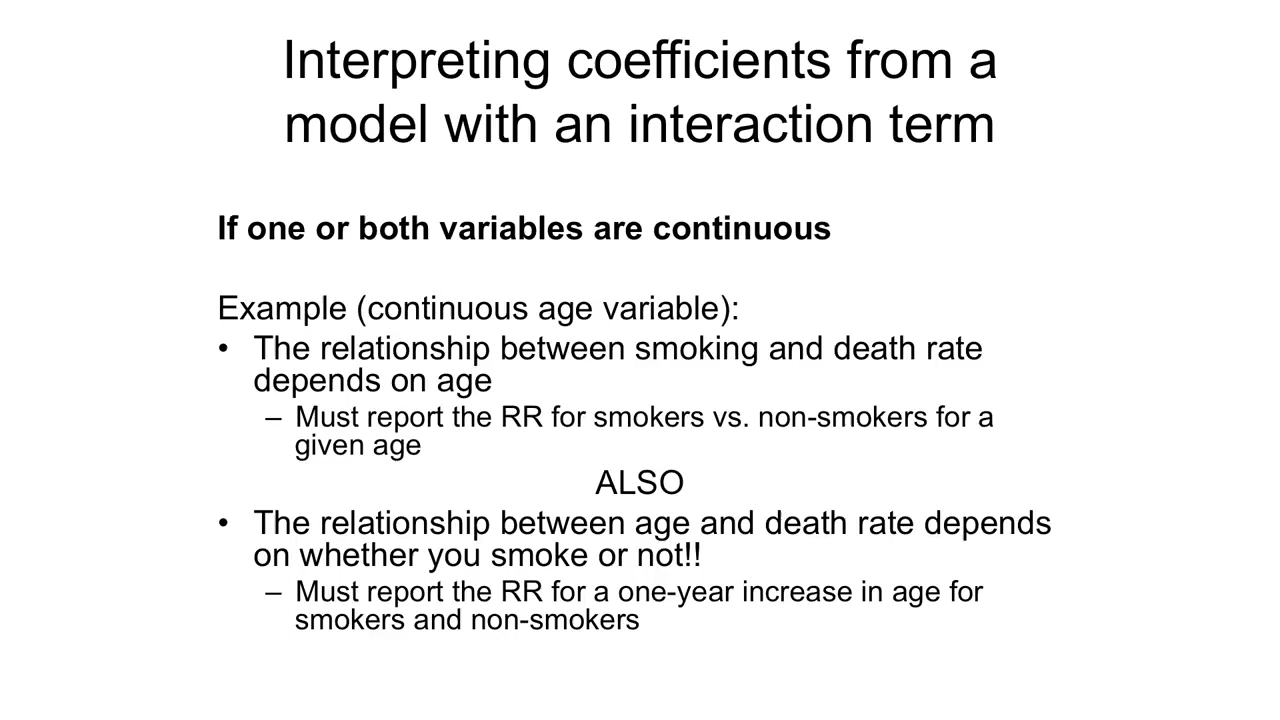 Interpreting coefficients from a
model with an interaction term
If one or both variables are continuous
Example (continuous age variable):
• The relationship between smoking and death rate
depends on age
– Must report the RR for smokers vs. non-smokers for a
given age
ALSO
• The relationship between age and death rate depends
on whether you smoke or not!!
– Must report the RR for a one-year increase in age for
smokers and non-smokers